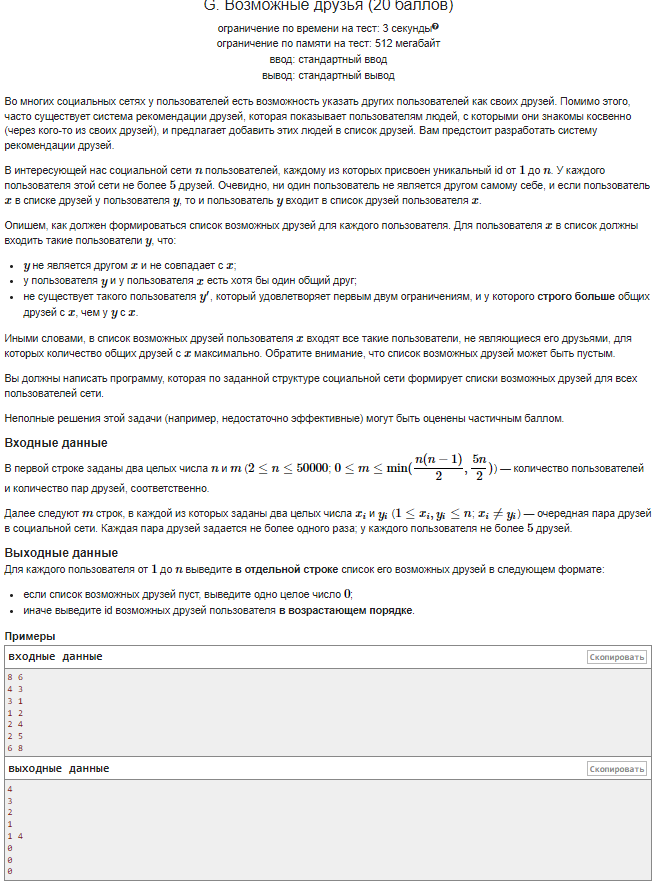 G. Возможные друзья (20 баллов)
ограничение по времени на тест: 3 секунды
ограничение по памяти на тест: 512 мегабайт
ввод: стандартный ввод
вывод: стандартный вывод
Во многих социальных сетях у пользователей есть возможность указать других пользователей как своих друзей. Помимо этого,
часто существует система рекомендации друзей, которая показывает пользователям людей, с которыми они знакомы косвенно
(через кого-то из своих друзей), и предлагает добавить этих людей в список друзей. Вам предстоит разработать систему
рекомендации друзей.
В интересующей нас социальной сети n пользователей, каждому из которых присвоен уникальный id от 1 до n. У каждого
пользователя этой сети не более 5 друзей. Очевидно, ни один пользователь не является другом самому себе, и если пользователь
x в списке друзей у пользователя y, то и пользователь y входит в список друзей пользователя x.
Опишем, как должен формироваться список возможных друзей для каждого пользователя. Для пользователя x в список должны
входить такие пользователи y, что:
• y не является другом x и не совпадает с x;
• у пользователя y и у пользователя x есть хотя бы один общий друг;
• не существует такого пользователя y′, который удовлетворяет первым двум ограничениям, и у которого строго больше общих
друзей с x, чем у y с x.
Иными словами, в список возможных друзей пользователя x входят все такие пользователи, не являющиеся его друзьями, для
которых количество общих друзей с x максимально. Обратите внимание, что список возможных друзей может быть пустым.
Вы должны написать программу, которая по заданной структуре социальной сети формирует списки возможных друзей для всех
пользователей сети.
Неполные решения этой задачи (например, недостаточно эффективные) могут быть оценены частичным баллом.
Входные данные
В первой строке заданы два целых числа n и m (2 ≤ n ≤ 50000; 0 ≤ m ≤ min(n(n − 1)/2, 5n/2)) — количество пользователей
и количество пар друзей, соответственно.
Далее следуют m строк, в каждой из которых заданы два целых числа xi и yi (1 ≤ xi, yi ≤ n; xi ≠ yi) — очередная пара друзей
в социальной сети. Каждая пара друзей задается не более одного раза; у каждого пользователя не более 5 друзей.
Выходные данные
Для каждого пользователя от 1 до n выведите в отдельной строке список его возможных друзей в следующем формате:
• если список возможных друзей пуст, выведите одно целое число 0;
• иначе выведите id возможных друзей пользователя в возрастающем порядке.
Примеры
входные данные Скопировать
8 6
4 3
3 1
1 2
2 4
2 5
6 8
выходные данные Скопировать
4
3
2
1
1 4
0
0
0